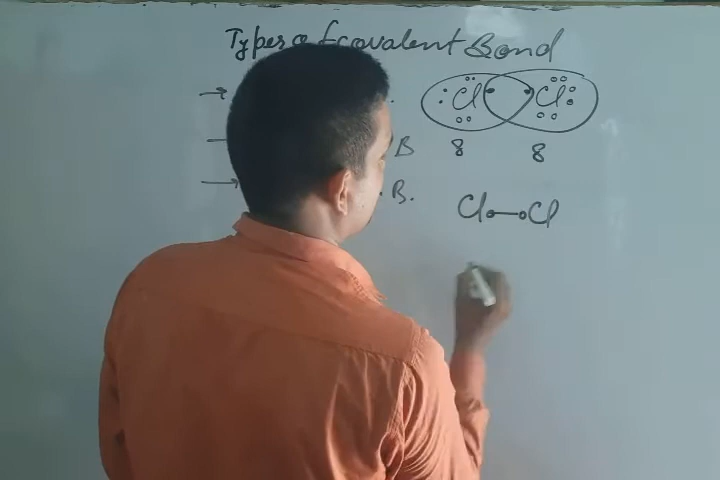 Types of covalent Bond
Cl Cl
B
8 8
B.
Cl—Cl